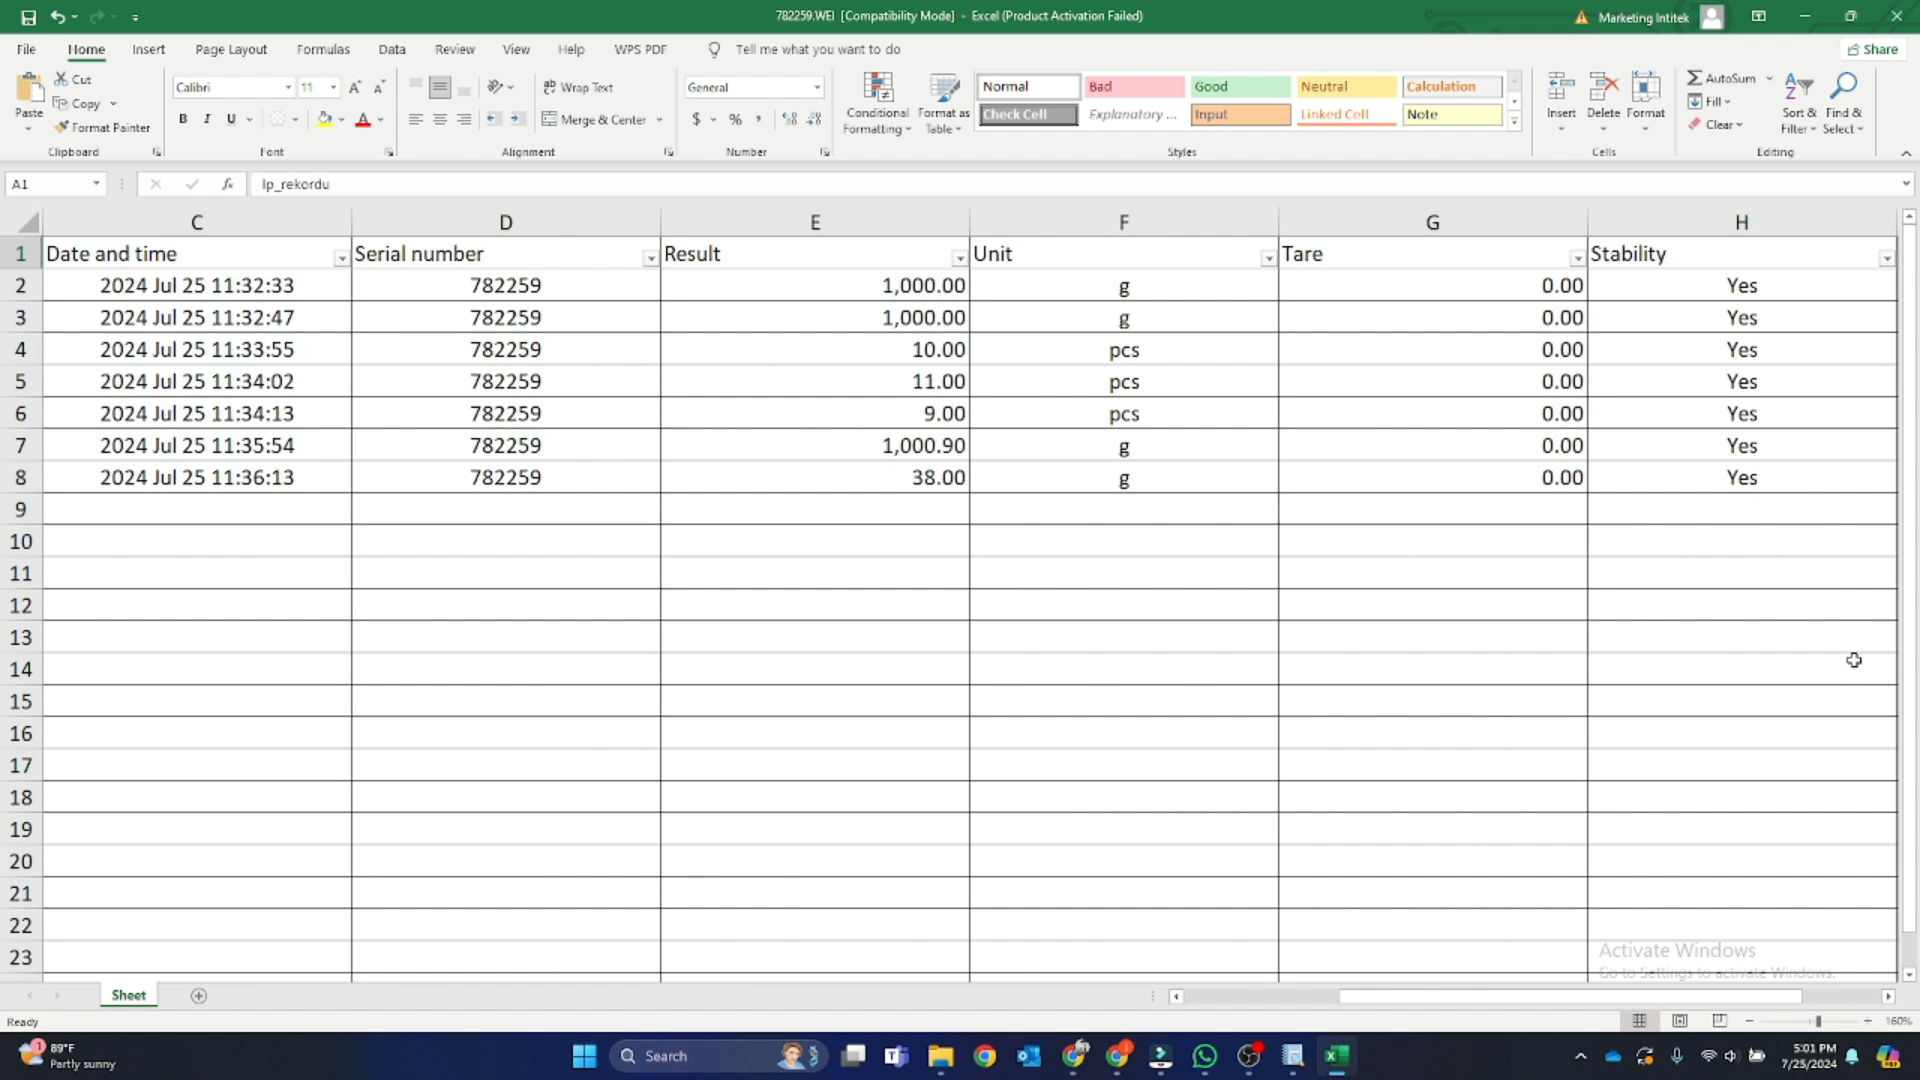 782259.WEI [Compatibility Mode] - Excel (Product Activation Failed)
Marketing Intitek
File Home Insert Page Layout Formulas Data Review View Help WPS PDF Tell me what you want to do Share
Paste
Cut
Copy
Format Painter
Clipboard
Calibri 11
B I U
Font
Wrap Text
Merge & Center
Alignment
General
$ % ,
Number
Conditional Formatting
Format as Table
Normal Bad Good Neutral Calculation
Check Cell Explanatory ... Input Linked Cell Note
Styles
Insert Delete Format
Cells
AutoSum
Fill
Clear
Sort & Filter
Find & Select
Editing
A1 fx lp_rekordu
C D E F G H
1 Date and time Serial number Result Unit Tare Stability
2 2024 Jul 25 11:32:33 782259 1,000.00 g 0.00 Yes
3 2024 Jul 25 11:32:47 782259 1,000.00 g 0.00 Yes
4 2024 Jul 25 11:33:55 782259 10.00 pcs 0.00 Yes
5 2024 Jul 25 11:34:02 782259 11.00 pcs 0.00 Yes
6 2024 Jul 25 11:34:13 782259 9.00 pcs 0.00 Yes
7 2024 Jul 25 11:35:54 782259 1,000.90 g 0.00 Yes
8 2024 Jul 25 11:36:13 782259 38.00 g 0.00 Yes
9
10
11
12
13
14
15
16
17
18
19
20
21
22
23
Activate Windows
Go to Settings to activate Windows.
Sheet
Ready
160%
1
89°F
Partly sunny
Search
5:01 PM
7/25/2024